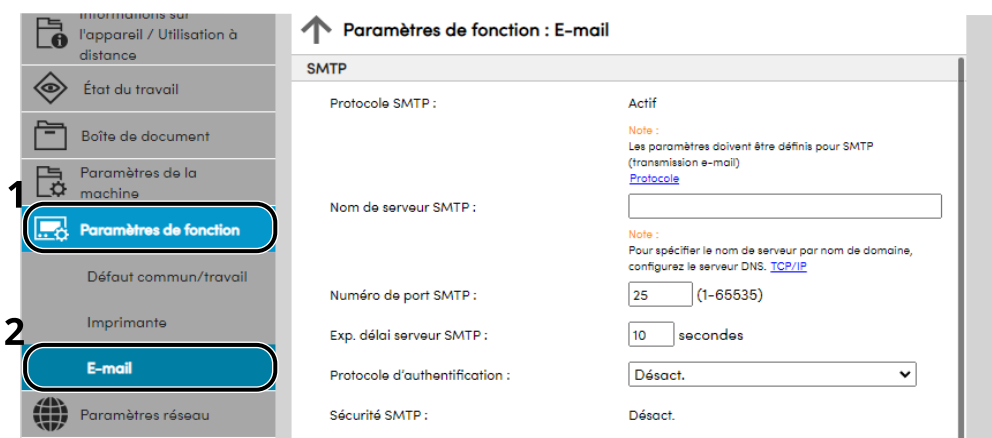 Informations sur
l'appareil / Utilisation à
distance
État du travail
Boîte de document
Paramètres de la
machine
1
Paramètres de fonction
Défaut commun/travail
Imprimante
2
E-mail
Paramètres réseau
Paramètres de fonction : E-mail
SMTP
Protocole SMTP :
Actif
Note :
Les paramètres doivent être définis pour SMTP
(transmission e-mail)
Protocole
Nom de serveur SMTP :
Note :
Pour spécifier le nom de serveur par nom de domaine,
configurez le serveur DNS. TCP/IP
Numéro de port SMTP :
25 (1-65535)
Exp. délai serveur SMTP :
10 secondes
Protocole d'authentification :
Désact.
Sécurité SMTP :
Désact.